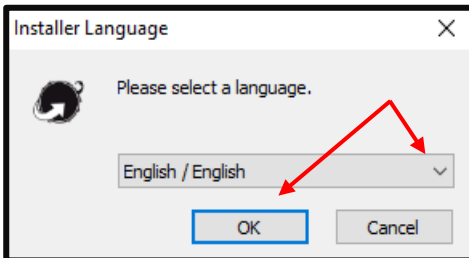 Installer Language
Please select a language.
English / English
OK
Cancel